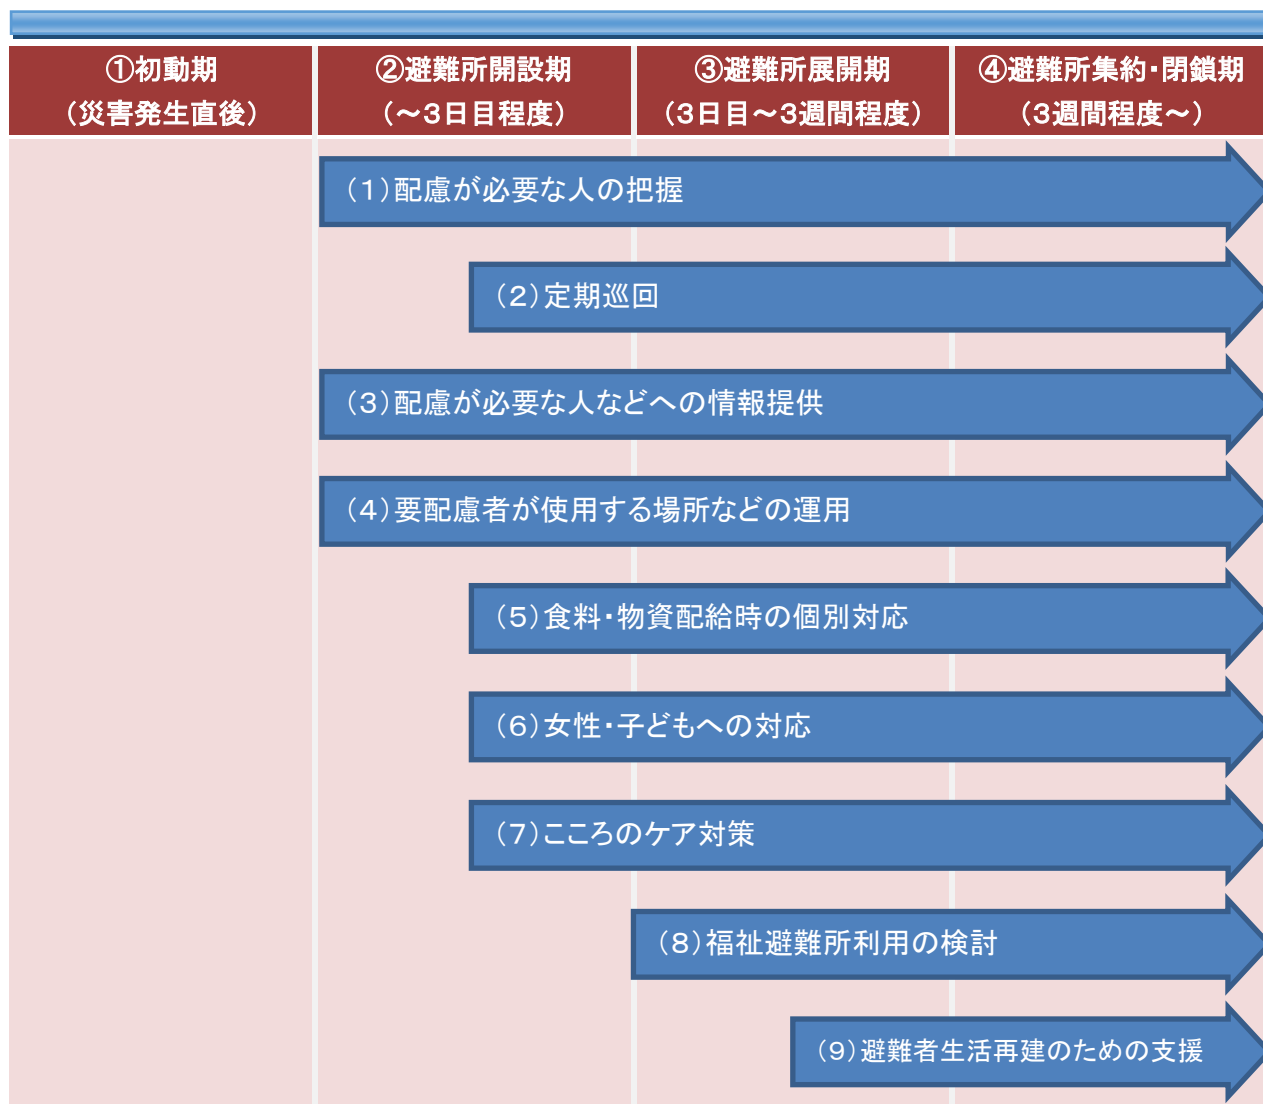 ①初動期
(災害発生直後)
②避難所開設期
(~3日目程度)
③避難所展開期
(3日目~3週間程度)
④避難所集約・閉鎖期
(3週間程度~)
(1)配慮が必要な人の把握
(2)定期巡回
(3)配慮が必要な人などへの情報提供
(4)要配慮者が使用する場所などの運用
(5)食料・物資配給時の個別対応
(6)女性・子どもへの対応
(7)こころのケア対策
(8)福祉避難所利用の検討
(9)避難者生活再建のための支援